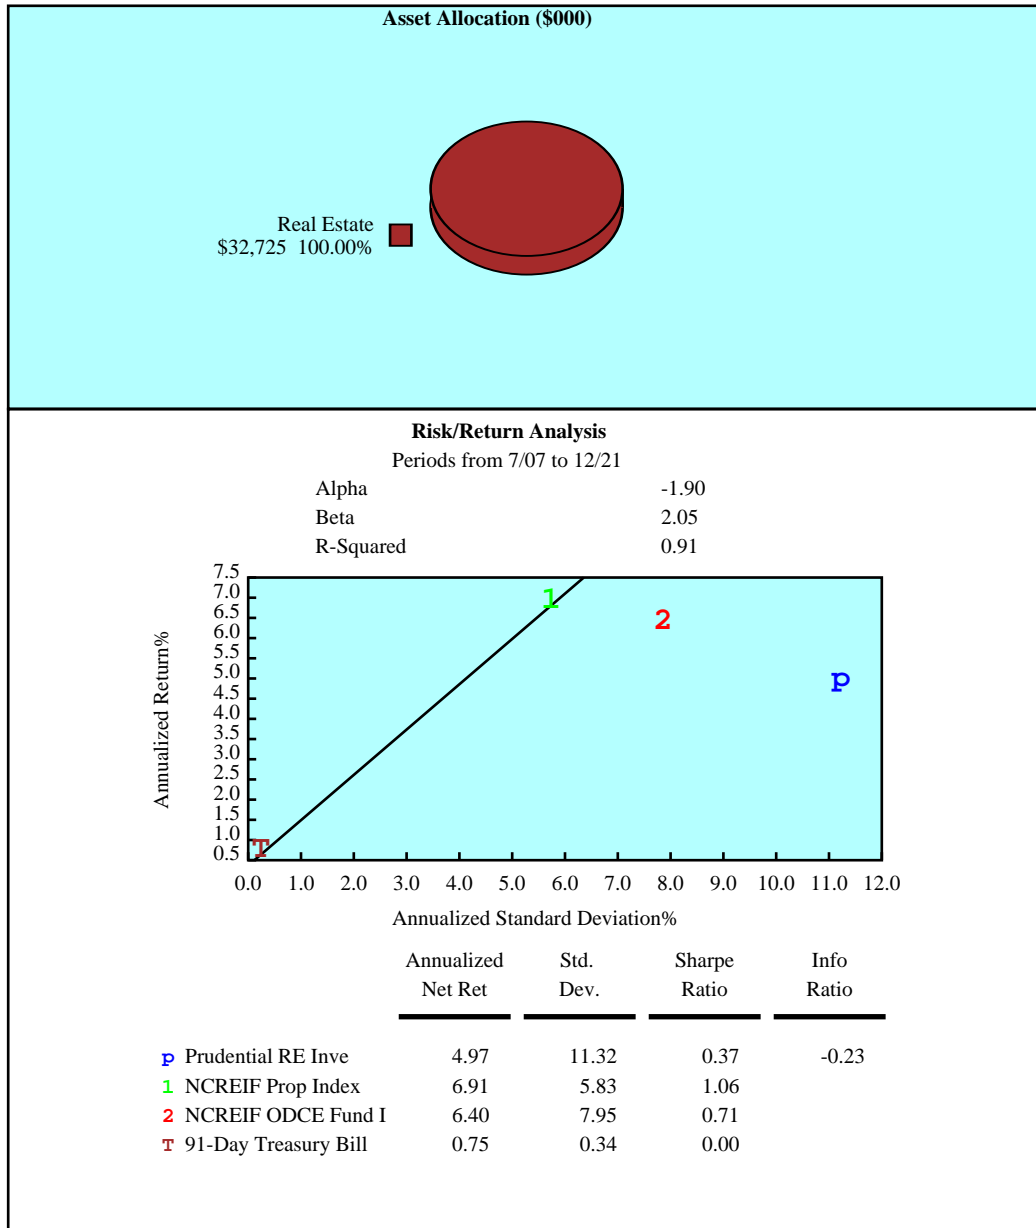 Asset Allocation ($000)
Real Estate
$32,725 100.00%
Risk/Return Analysis
Periods from 7/07 to 12/21
Alpha -1.90
Beta 2.05
R-Squared 0.91
7.5
7.0
6.5
6.0
5.5
5.0
4.5
4.0
3.5
3.0
2.5
2.0
1.5
1.0
0.5
Annualized Return%
1
2
p
T
0.0 1.0 2.0 3.0 4.0 5.0 6.0 7.0 8.0 9.0 10.0 11.0 12.0
Annualized Standard Deviation%
Annualized Std. Sharpe Info
Net Ret Dev. Ratio Ratio
p Prudential RE Inve 4.97 11.32 0.37 -0.23
1 NCREIF Prop Index 6.91 5.83 1.06
2 NCREIF ODCE Fund I 6.40 7.95 0.71
T 91-Day Treasury Bill 0.75 0.34 0.00